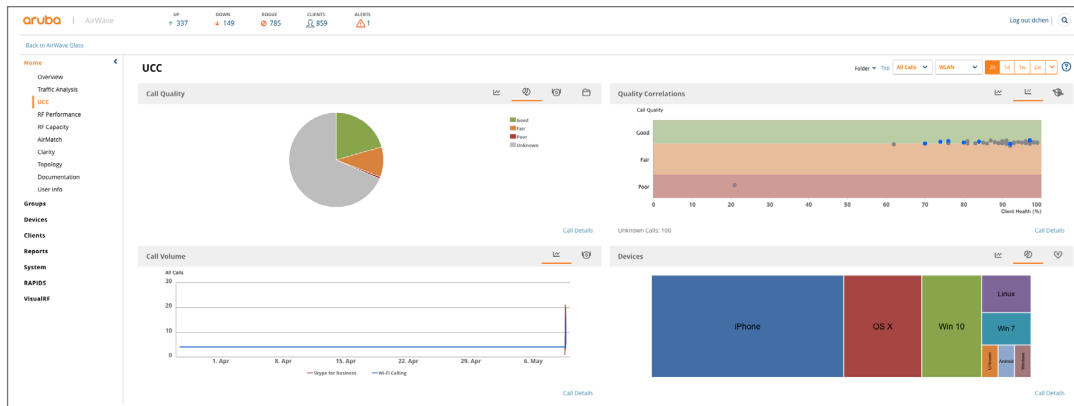 aruba | AirWave
UP DOWN ROGUE CLIENTS ALERTS
337 149 785 859 1
Log out dchen
Back to AirWave Glass
Home
Overview
Traffic Analysis
UCC
RF Performance
RF Capacity
AirMatch
Clarity
Topology
Documentation
User Info
Groups
Devices
Clients
Reports
System
RAPIDS
VisualRF
UCC
Folder Top All Calls WLAN 2h 1d 1w 2w
Call Quality
Good
Fair
Poor
Unknown
Call Details
Quality Correlations
Call Quality
Good
Fair
Poor
0 10 20 30 40 50 60 70 80 90 100
Client Health (%)
Unknown Calls: 100
Call Details
Call Volume
All Calls
30
20
10
0
1. Apr 8. Apr 15. Apr 22. Apr 29. Apr 6. May
Skype for Business Wi-Fi Calling
Call Details
Devices
iPhone
OS X
Win 10
Linux
Win 7
Unknown
Android
Windows
Call Details